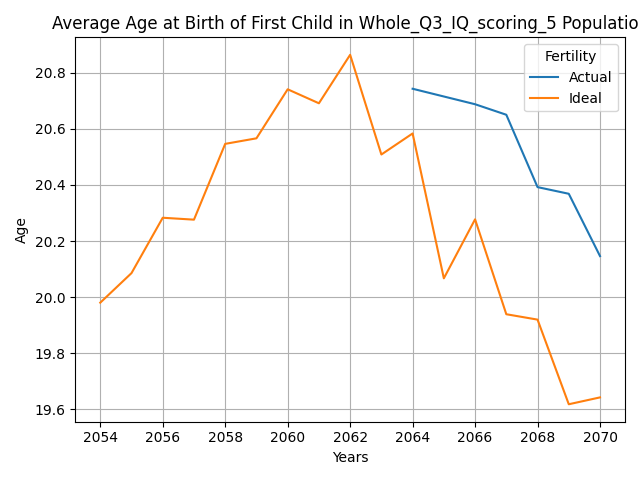 Average Age at Birth of First Child in Whole_Q3_IQ_scoring_5 Populatio
Fertility
Actual
Ideal
20.8
20.6
20.4
20.2
20.0
19.8
19.6
Age
2054 2056 2058 2060 2062 2064 2066 2068 2070
Years